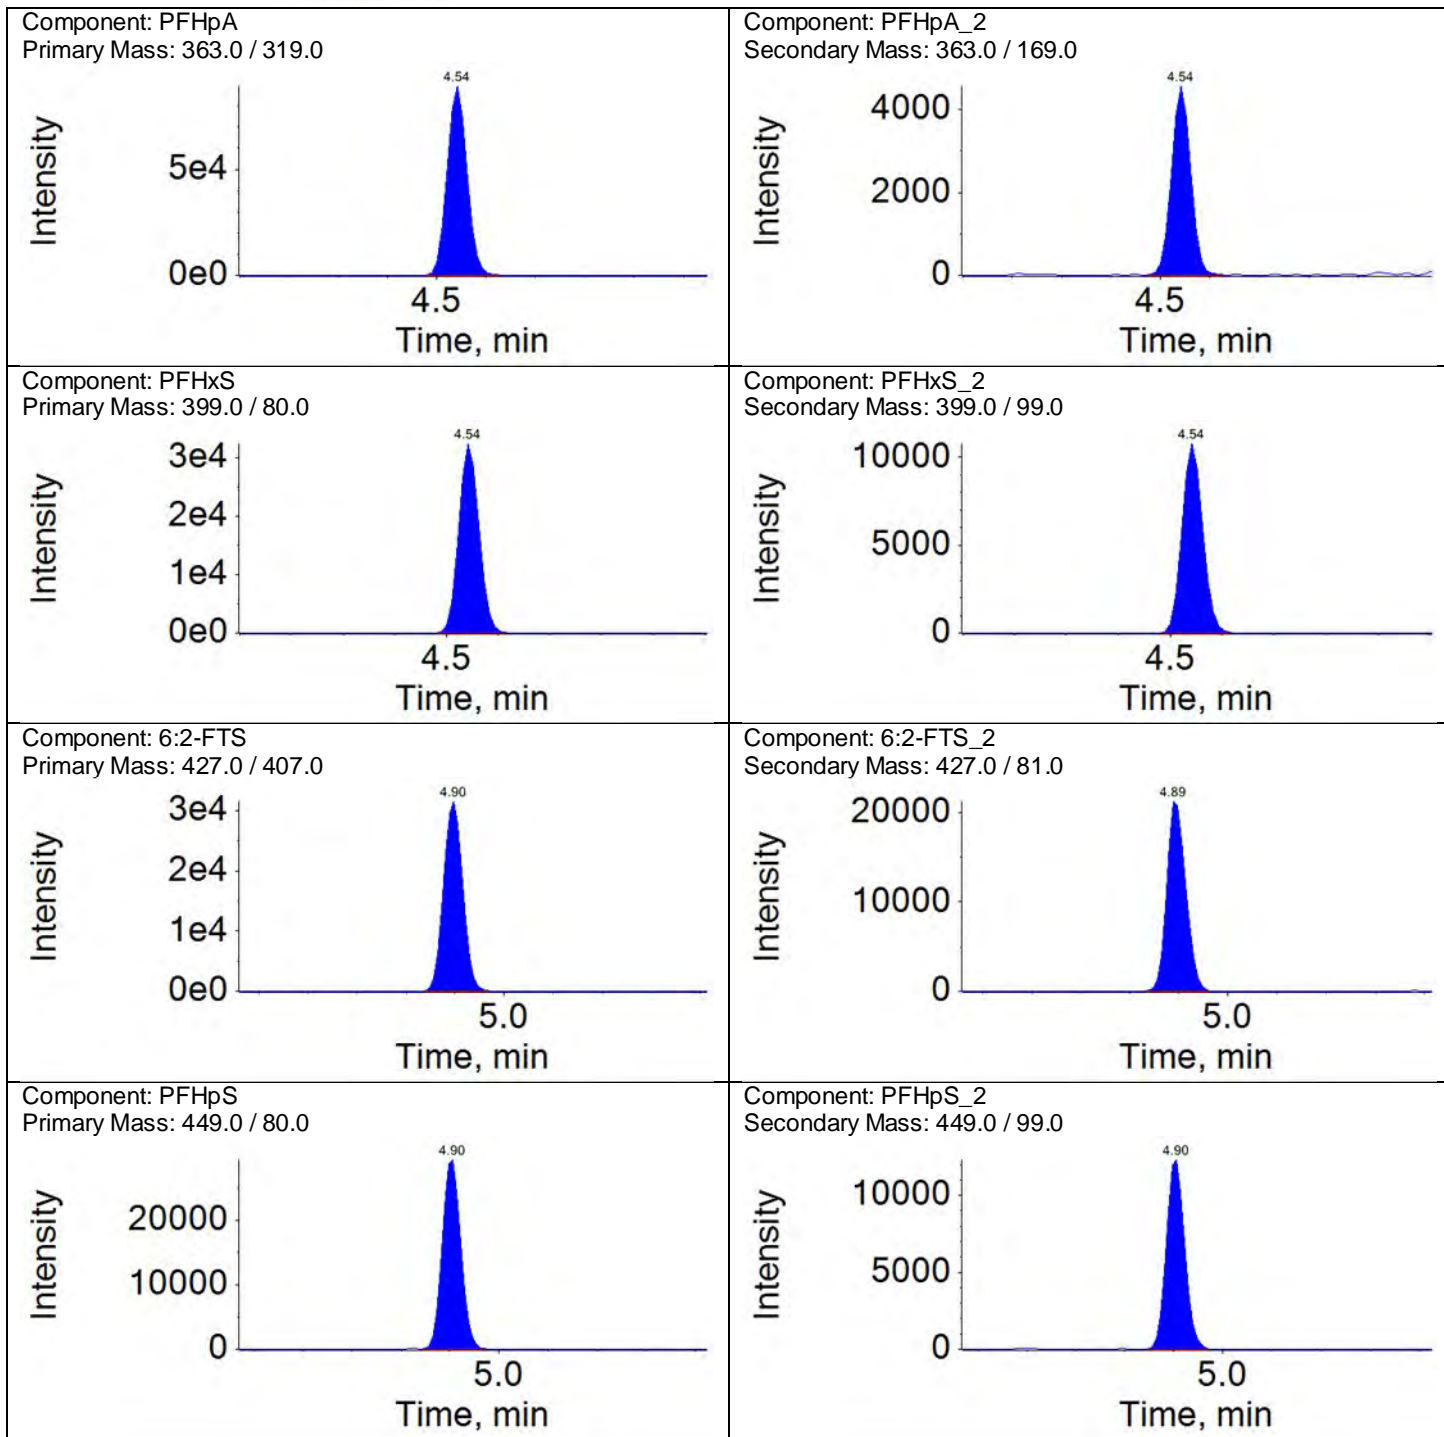 Component: PFHpA
Primary Mass: 363.0 / 319.0
4.54
Intensity
5e4
0e0
4.5
Time, min
Component: PFHpA_2
Secondary Mass: 363.0 / 169.0
4.54
Intensity
4000
2000
0
4.5
Time, min
Component: PFHxS
Primary Mass: 399.0 / 80.0
4.54
Intensity
3e4
2e4
1e4
0e0
4.5
Time, min
Component: PFHxS_2
Secondary Mass: 399.0 / 99.0
4.54
Intensity
10000
5000
0
4.5
Time, min
Component: 6:2-FTS
Primary Mass: 427.0 / 407.0
4.90
Intensity
3e4
2e4
1e4
0e0
5.0
Time, min
Component: 6:2-FTS_2
Secondary Mass: 427.0 / 81.0
4.89
Intensity
20000
10000
0
5.0
Time, min
Component: PFHpS
Primary Mass: 449.0 / 80.0
4.90
Intensity
20000
10000
0
5.0
Time, min
Component: PFHpS_2
Secondary Mass: 449.0 / 99.0
4.90
Intensity
10000
5000
0
5.0
Time, min